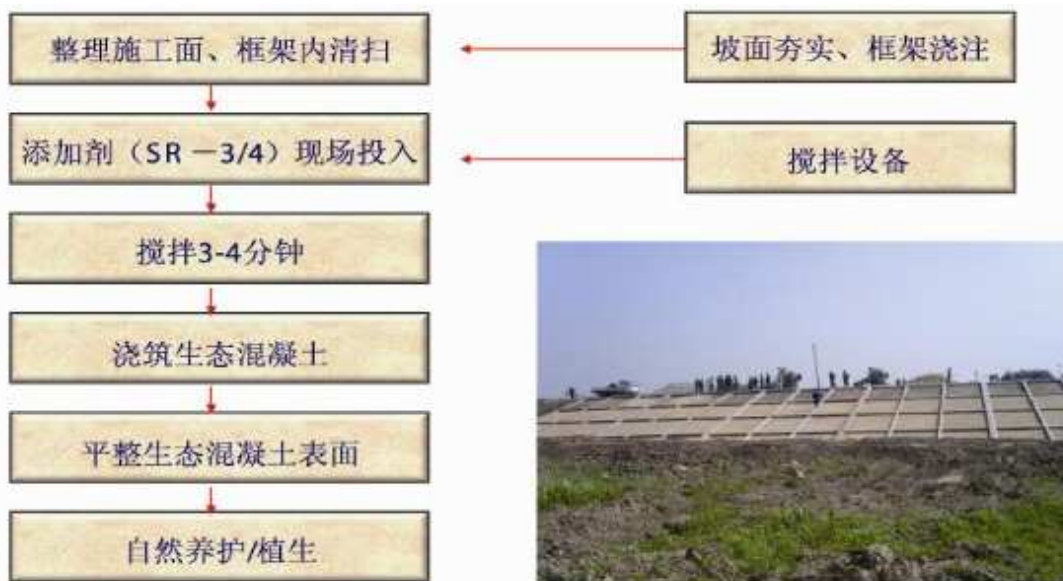 整理施工面、框架内清扫
坡面夯实、框架浇注
添加剂（SR－3/4）现场投入
搅拌设备
搅拌3-4分钟
浇筑生态混凝土
平整生态混凝土表面
自然养护/植生